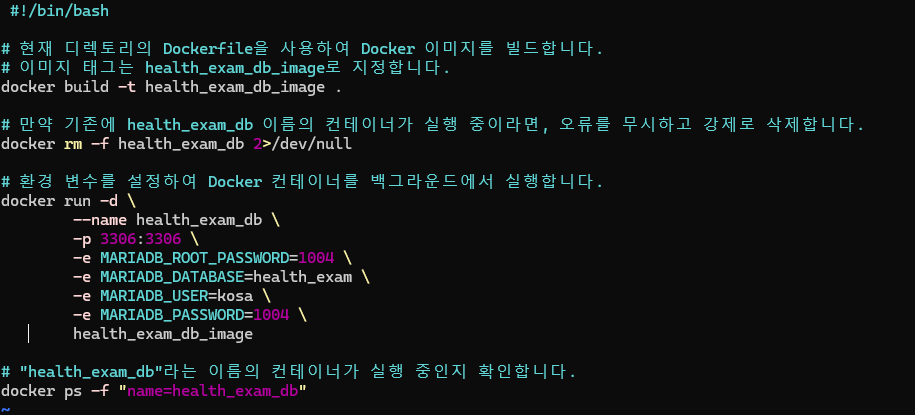 #!/bin/bash
# 현재 디렉토리의 Dockerfile을 사용하여 Docker 이미지를 빌드합니다.
# 이미지 태그는 health_exam_db_image로 지정합니다.
docker build -t health_exam_db_image .
# 만약 기존에 health_exam_db 이름의 컨테이너가 실행 중이라면, 오류를 무시하고 강제로 삭제합니다.
docker rm -f health_exam_db 2>/dev/null
# 환경 변수를 설정하여 Docker 컨테이너를 백그라운드에서 실행합니다.
docker run -d \
--name health_exam_db \
-p 3306:3306 \
-e MARIADB_ROOT_PASSWORD=1004 \
-e MARIADB_DATABASE=health_exam \
-e MARIADB_USER=kosa \
-e MARIADB_PASSWORD=1004 \
health_exam_db_image
# "health_exam_db"라는 이름의 컨테이너가 실행 중인지 확인합니다.
docker ps -f "name=health_exam_db"
~